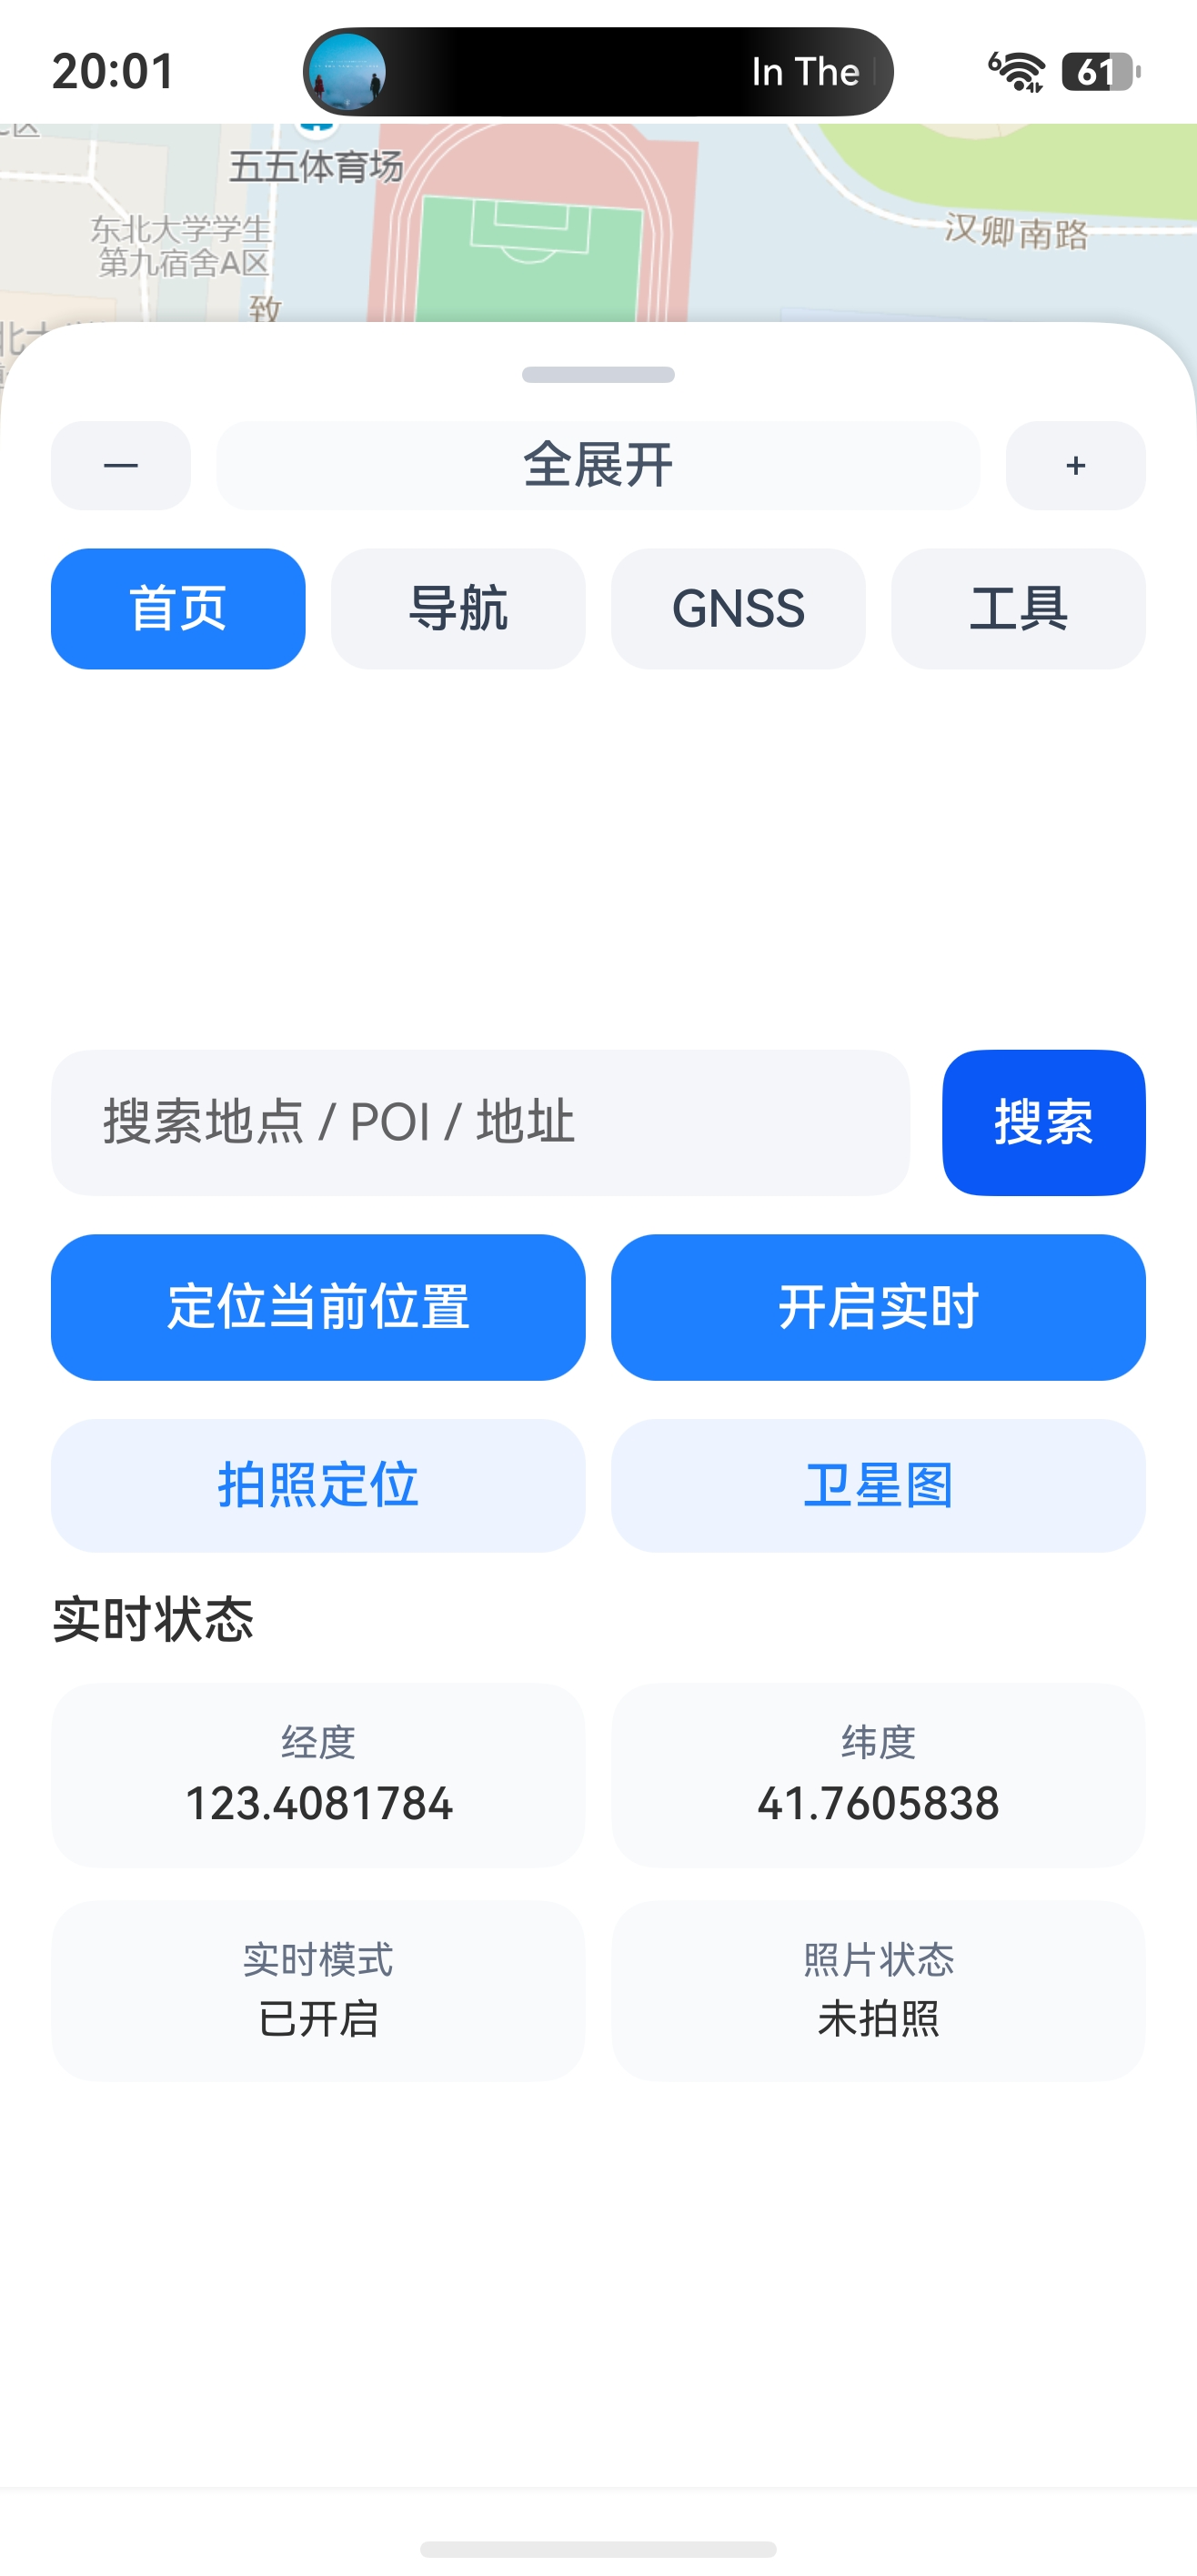 20:01
In The
6
61
五五体育场
东北大学学生
第九宿舍A区
汉卿南路
致
—
全展开
+
首页
导航
GNSS
工具
搜索地点 / POI / 地址
搜索
定位当前位置
开启实时
拍照定位
卫星图
实时状态
经度
纬度
123.4081784
41.7605838
实时模式
照片状态
已开启
未拍照